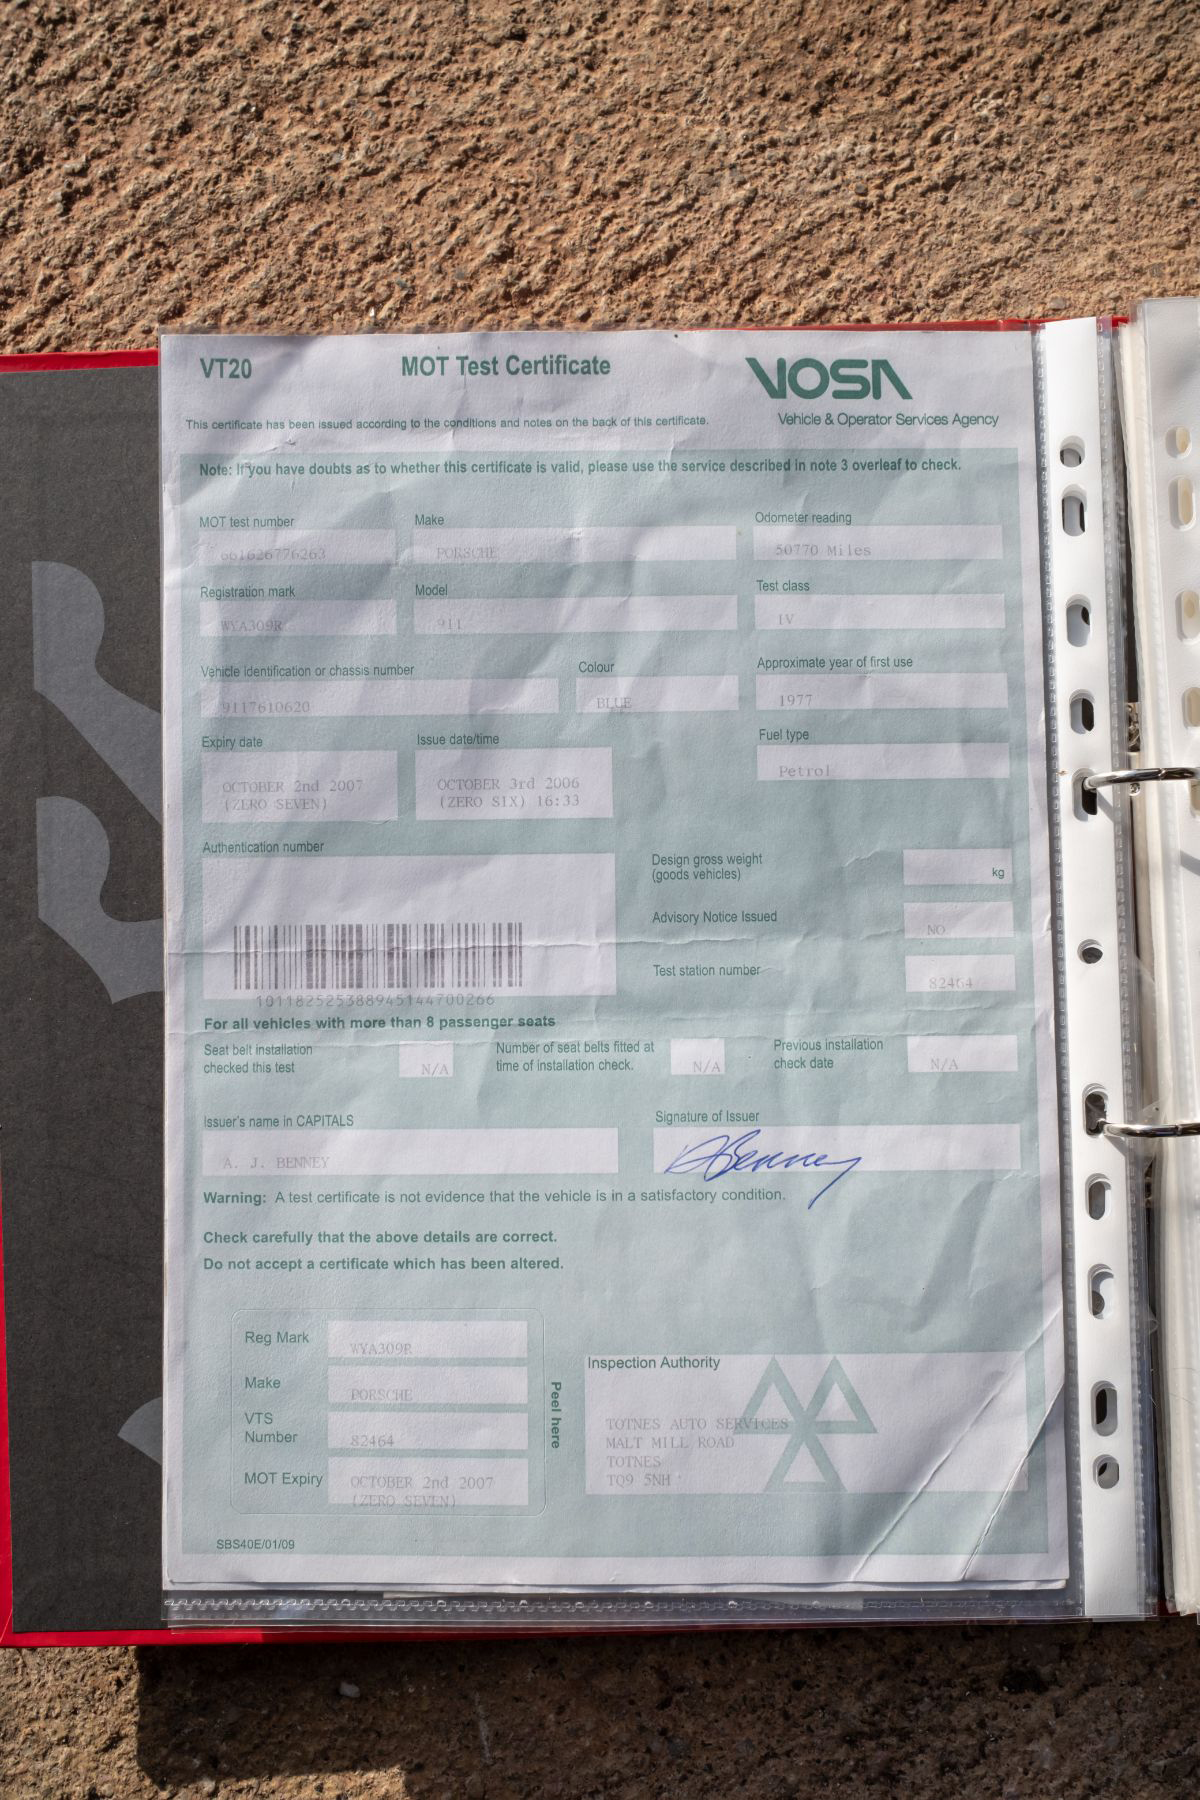 VT20
MOT Test Certificate
VOSA
Vehicle & Operator Services Agency
This certificate has been issued according to the conditions and notes on the back of this certificate.
Note: If you have doubts as to whether this certificate is valid, please use the service described in note 3 overleaf to check.
MOT test number
Make
Odometer reading
661626776263
PORSCHE
50770 Miles
Registration mark
Model
Test class
WYA309R
911
IV
Vehicle identification or chassis number
Colour
Approximate year of first use
9117610620
BLUE
1977
Expiry date
Issue date/time
Fuel type
OCTOBER 2nd 2007
(ZERO SEVEN)
OCTOBER 3rd 2006
(ZERO SIX) 16:33
Petrol
Authentication number
Design gross weight
(goods vehicles)
kg
Advisory Notice Issued
NO
Test station number
82464
101182525388945144700266
For all vehicles with more than 8 passenger seats
Seat belt installation
checked this test
N/A
Number of seat belts fitted at
time of installation check.
N/A
Previous installation
check date
N/A
Issuer's name in CAPITALS
Signature of Issuer
A. J. BENNEY
ABenney
Warning: A test certificate is not evidence that the vehicle is in a satisfactory condition.
Check carefully that the above details are correct.
Do not accept a certificate which has been altered.
Reg Mark
WYA309R
Make
PORSCHE
VTS
Number
82464
MOT Expiry
OCTOBER 2nd 2007
(ZERO SEVEN)
Peel here
Inspection Authority
TOTNES AUTO SERVICES
MALT MILL ROAD
TOTNES
TQ9 5NH
SBS40E/01/09